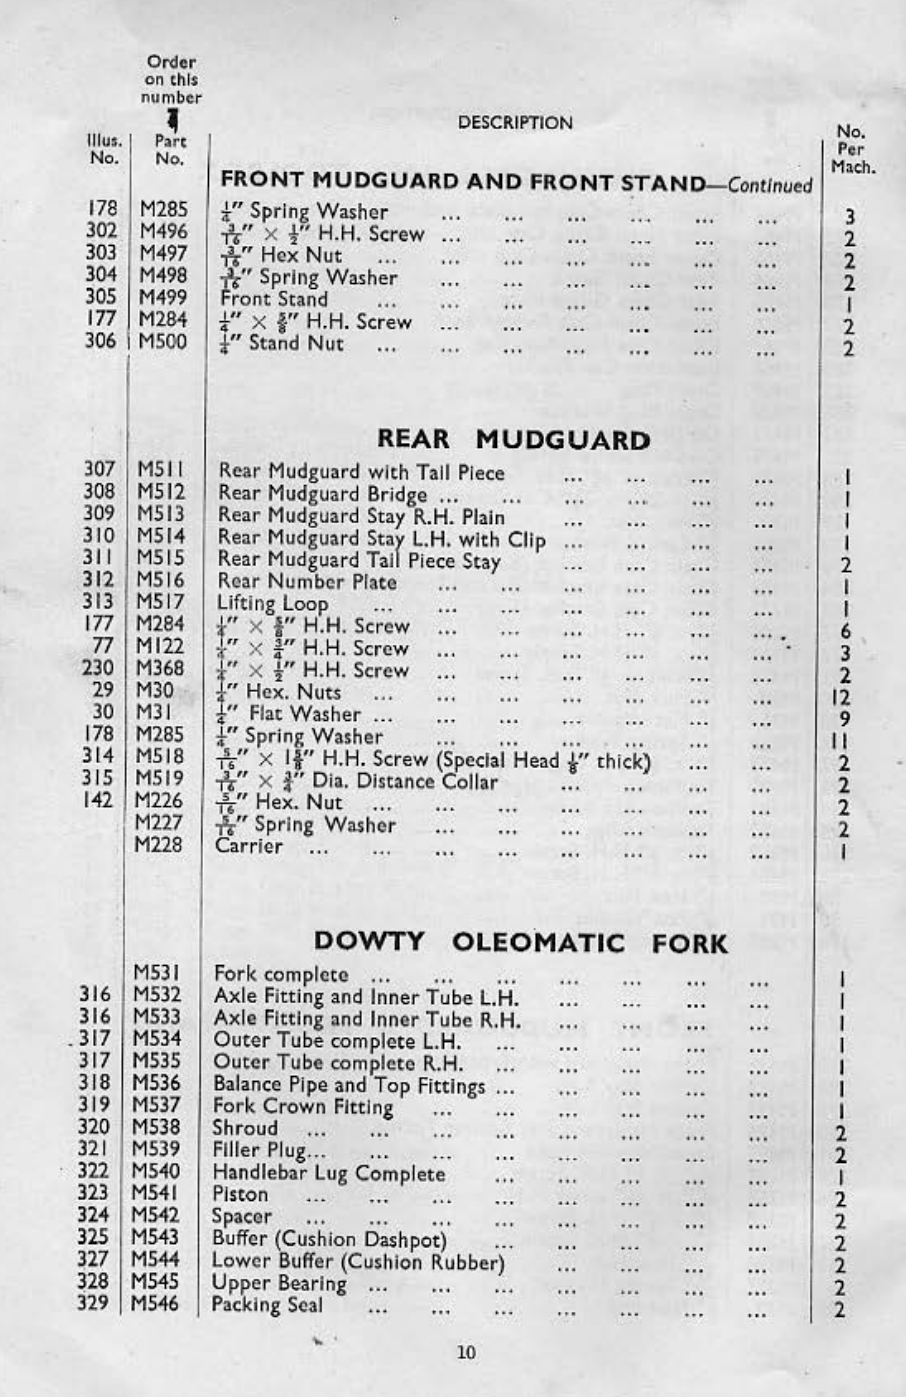 Order
on this
number
DESCRIPTION
Illus. No. Part No. No. Per Mach.
FRONT MUDGUARD AND FRONT STAND—Continued
178 M285 ¼″ Spring Washer ... ... ... ... ... ... 3
302 M496 3/16″ × ½″ H.H. Screw ... ... ... ... ... ... 2
303 M497 3/16″ Hex Nut ... ... ... ... ... ... ... 2
304 M498 3/16″ Spring Washer ... ... ... ... ... ... 2
305 M499 Front Stand ... ... ... ... ... ... ... 1
177 M284 ¼″ × ⅝″ H.H. Screw ... ... ... ... ... ... 2
306 M500 ¼″ Stand Nut ... ... ... ... ... ... ... 2
REAR MUDGUARD
307 M511 Rear Mudguard with Tail Piece ... ... ... ... 1
308 M512 Rear Mudguard Bridge ... ... ... ... ... ... 1
309 M513 Rear Mudguard Stay R.H. Plain ... ... ... ... 1
310 M514 Rear Mudguard Stay L.H. with Clip ... ... ... ... 1
311 M515 Rear Mudguard Tail Piece Stay ... ... ... ... 2
312 M516 Rear Number Plate ... ... ... ... ... ... 1
313 M517 Lifting Loop ... ... ... ... ... ... ... 1
177 M284 ¼″ × ⅝″ H.H. Screw ... ... ... ... ... ... 6
77 M122 ¼″ × ¾″ H.H. Screw ... ... ... ... ... ... 3
230 M368 ¼″ × ½″ H.H. Screw ... ... ... ... ... ... 2
29 M30 ¼″ Hex. Nuts ... ... ... ... ... ... ... 12
30 M31 ¼″ Flat Washer ... ... ... ... ... ... ... 9
178 M285 ¼″ Spring Washer ... ... ... ... ... ... 11
314 M518 5/16″ × 1⅝″ H.H. Screw (Special Head ⅛″ thick) ... ... 2
315 M519 3/16″ × ¾″ Dia. Distance Collar ... ... ... ... 2
142 M226 5/16″ Hex. Nut ... ... ... ... ... ... ... 2
M227 5/16″ Spring Washer ... ... ... ... ... ... 2
M228 Carrier ... ... ... ... ... ... ... ... 1
DOWTY OLEOMATIC FORK
M531 Fork complete ... ... ... ... ... ... ... 1
316 M532 Axle Fitting and Inner Tube L.H. ... ... ... ... 1
316 M533 Axle Fitting and Inner Tube R.H. ... ... ... ... 1
317 M534 Outer Tube complete L.H. ... ... ... ... ... 1
317 M535 Outer Tube complete R.H. ... ... ... ... ... 1
318 M536 Balance Pipe and Top Fittings ... ... ... ... ... 1
319 M537 Fork Crown Fitting ... ... ... ... ... ... 1
320 M538 Shroud ... ... ... ... ... ... ... ... 2
321 M539 Filler Plug... ... ... ... ... ... ... ... 2
322 M540 Handlebar Lug Complete ... ... ... ... ... 1
323 M541 Piston ... ... ... ... ... ... ... ... 2
324 M542 Spacer ... ... ... ... ... ... ... ... 2
325 M543 Buffer (Cushion Dashpot) ... ... ... ... ... 2
327 M544 Lower Buffer (Cushion Rubber) ... ... ... ... 2
328 M545 Upper Bearing ... ... ... ... ... ... ... 2
329 M546 Packing Seal ... ... ... ... ... ... ... 2
10